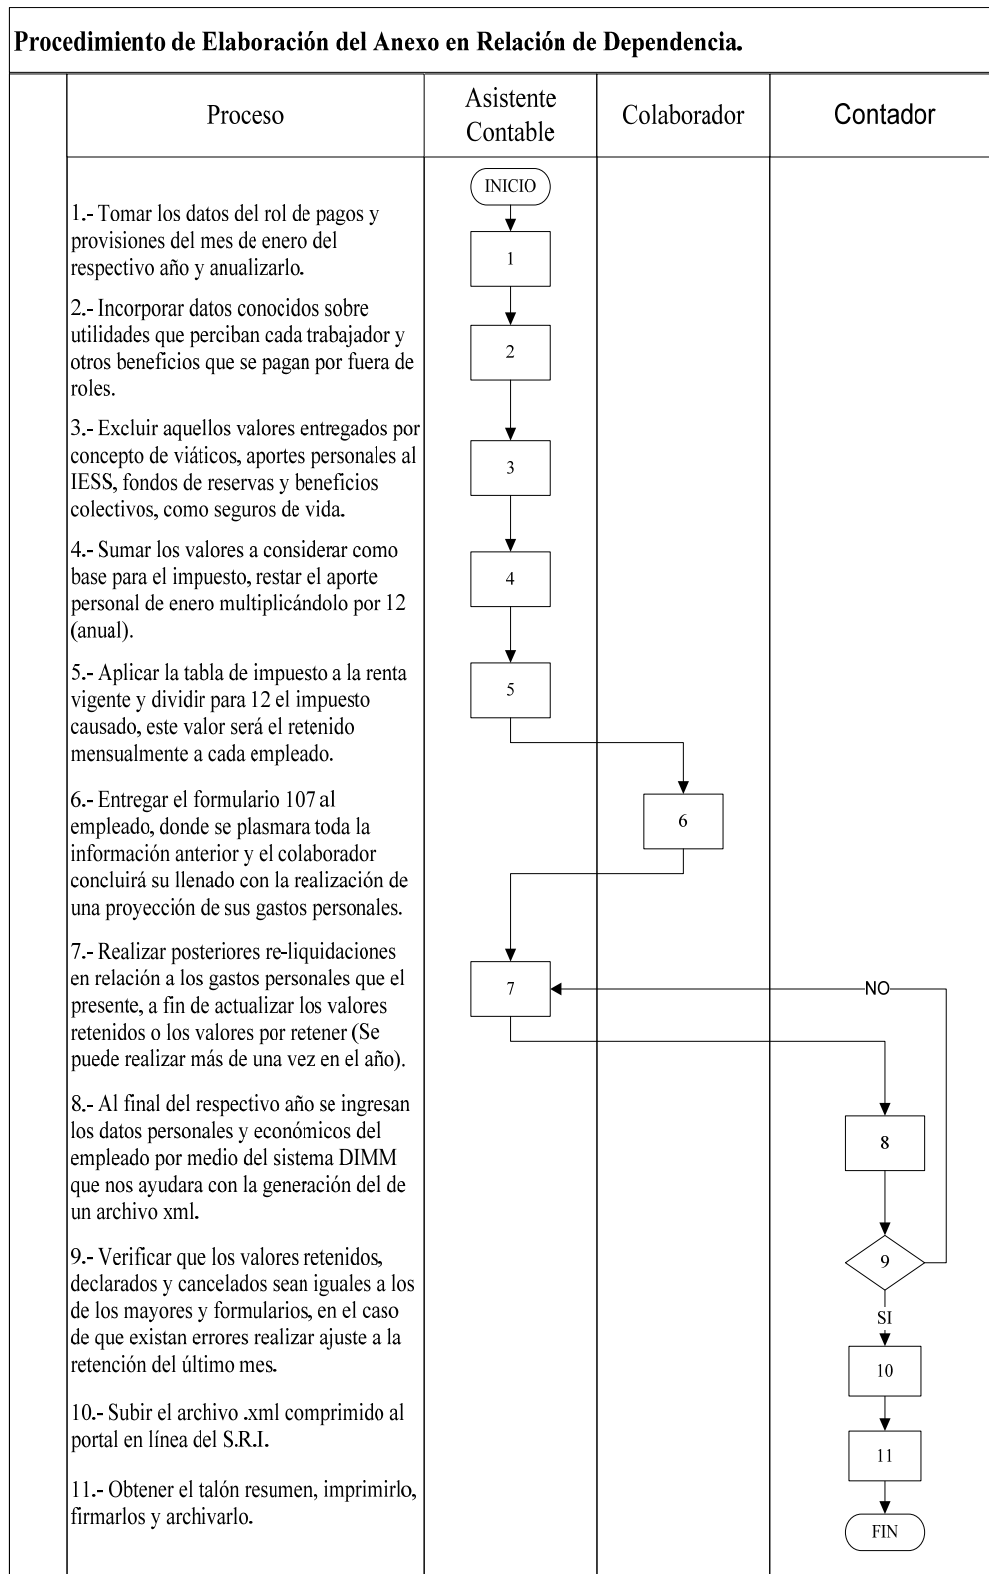 Procedimiento de Elaboración del Anexo en Relación de Dependencia.
Proceso
Asistente
Contable
Colaborador
Contador
1.- Tomar los datos del rol de pagos y
provisiones del mes de enero del
respectivo año y anualizarlo.
2.- Incorporar datos conocidos sobre
utilidades que perciban cada trabajador y
otros beneficios que se pagan por fuera de
roles.
3.- Excluir aquellos valores entregados por
concepto de viáticos, aportes personales al
IESS, fondos de reservas y beneficios
colectivos, como seguros de vida.
4.- Sumar los valores a considerar como
base para el impuesto, restar el aporte
personal de enero multiplicándolo por 12
(anual).
5.- Aplicar la tabla de impuesto a la renta
vigente y dividir para 12 el impuesto
causado, este valor será el retenido
mensualmente a cada empleado.
6.- Entregar el formulario 107 al
empleado, donde se plasmara toda la
información anterior y el colaborador
concluirá su llenado con la realización de
una proyección de sus gastos personales.
7.- Realizar posteriores re-liquidaciones
en relación a los gastos personales que el
presente, a fin de actualizar los valores
retenidos o los valores por retener (Se
puede realizar más de una vez en el año).
8.- Al final del respectivo año se ingresan
los datos personales y económicos del
empleado por medio del sistema DIMM
que nos ayudara con la generación del de
un archivo xml.
9.- Verificar que los valores retenidos,
declarados y cancelados sean iguales a los
de los mayores y formularios, en el caso
de que existan errores realizar ajuste a la
retención del último mes.
10.- Subir el archivo .xml comprimido al
portal en línea del S.R.I.
11.- Obtener el talón resumen, imprimirlo,
firmarlos y archivarlo.
INICIO
1
2
3
4
5
6
7
NO
8
9
SI
10
11
FIN